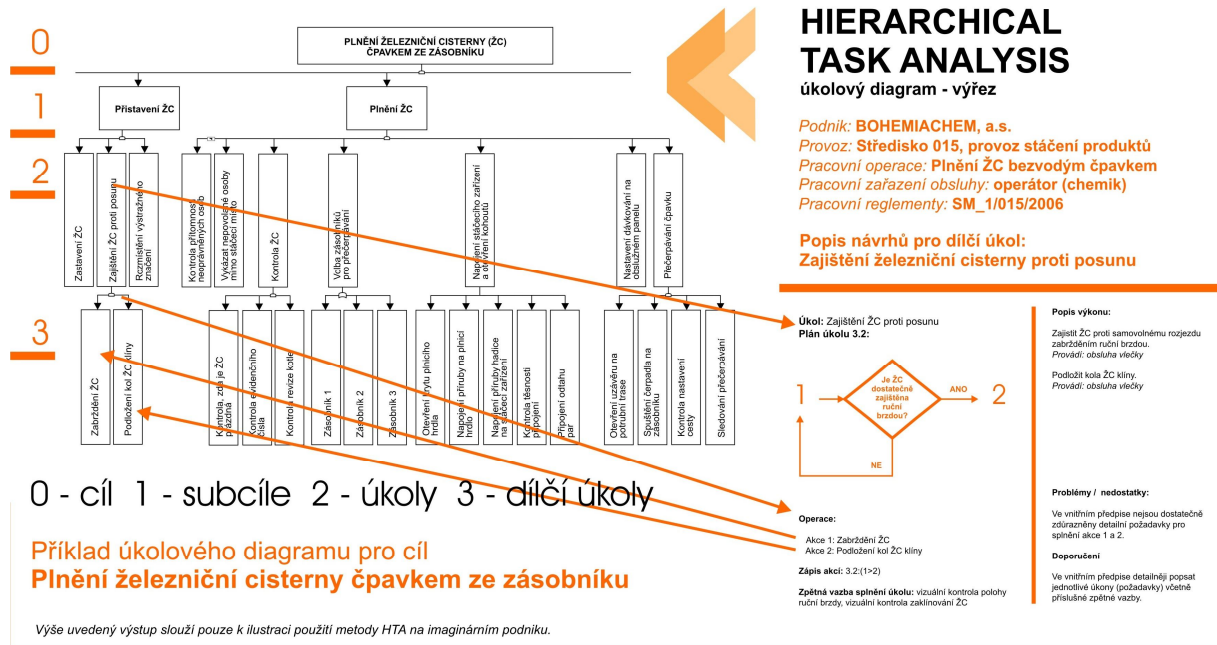 0
1
2
3
PLNĚNÍ ŽELEZNIČNÍ CISTERNY (ŽC)
ČPAVKEM ZE ZÁSOBNÍKU
Přistavení ŽC
Plnění ŽC
Zastavení ŽC
Zajištění ŽC proti posunu
Rozmístění výstražného
značení
Kontrola přítomnosti
neoprávněných osob
Vykázat nepovolané osoby
mimo stáčecí místo
Kontrola ŽC
Volba zásobníků
pro přečerpávání
Napojení stáčecího zařízení
a otevření kohoutů
Nastavení dávkování na
obslužném panelu
Přečerpávání čpavku
Zabrždění ŽC
Podložení kol ŽC klíny
Kontrola, zda je ŽC
prázdná
Kontrola evidenčního
čísla
Kontrola revize kotle
Zásobník 1
Zásobník 2
Zásobník 3
Otevření krytu plnicího
hrdla
Napojení příruby na plnicí
hrdlo
Napojení příruby hadice
na stáčecí zařízení
Kontrola těsnosti
připojení
Připojení odtahu
par
Otevření uzávěru na
potrubní trase
Spuštění čerpadla na
zásobníku
Kontrola nastavení
cesty
Sledování přečerpávání
0 - cíl 1 - subcíle 2 - úkoly 3 - dílčí úkoly
Příklad úkolového diagramu pro cíl
Plnění železniční cisterny čpavkem ze zásobníku
Výše uvedený výstup slouží pouze k ilustraci použití metody HTA na imaginárním podniku.
HIERARCHICAL
TASK ANALYSIS
úkolový diagram - výřez
Podnik: BOHEMIACHEM, a.s.
Provoz: Středisko 015, provoz stáčení produktů
Pracovní operace: Plnění ŽC bezvodým čpavkem
Pracovní zařazení obsluhy: operátor (chemik)
Pracovní reglementy: SM_1/015/2006
Popis návrhů pro dílčí úkol:
Zajištění železniční cisterny proti posunu
Úkol: Zajištění ŽC proti posunu
Plán úkolu 3.2:
1
Je ŽC
dostatečně
zajištěna
ruční
brzdou?
ANO
2
NE
Operace:
Akce 1: Zabrždění ŽC
Akce 2: Podložení kol ŽC klíny
Zápis akcí: 3.2:(1>2)
Zpětná vazba splnění úkolu: vizuální kontrola polohy
ruční brzdy, vizuální kontrola zaklínování ŽC
Popis výkonu:
Zajistit ŽC proti samovolnému rozjezdu
zabržděním ruční brzdou.
Provádí: obsluha vlečky
Podložit kola ŽC klíny.
Provádí: obsluha vlečky
Problémy / nedostatky:
Ve vnitřním předpise nejsou dostatečně
zdůrazněny detailní požadavky pro
splnění akce 1 a 2.
Doporučení
Ve vnitřním předpise detailněji popsat
jednotlivé úkony (požadavky) včetně
příslušné zpětné vazby.